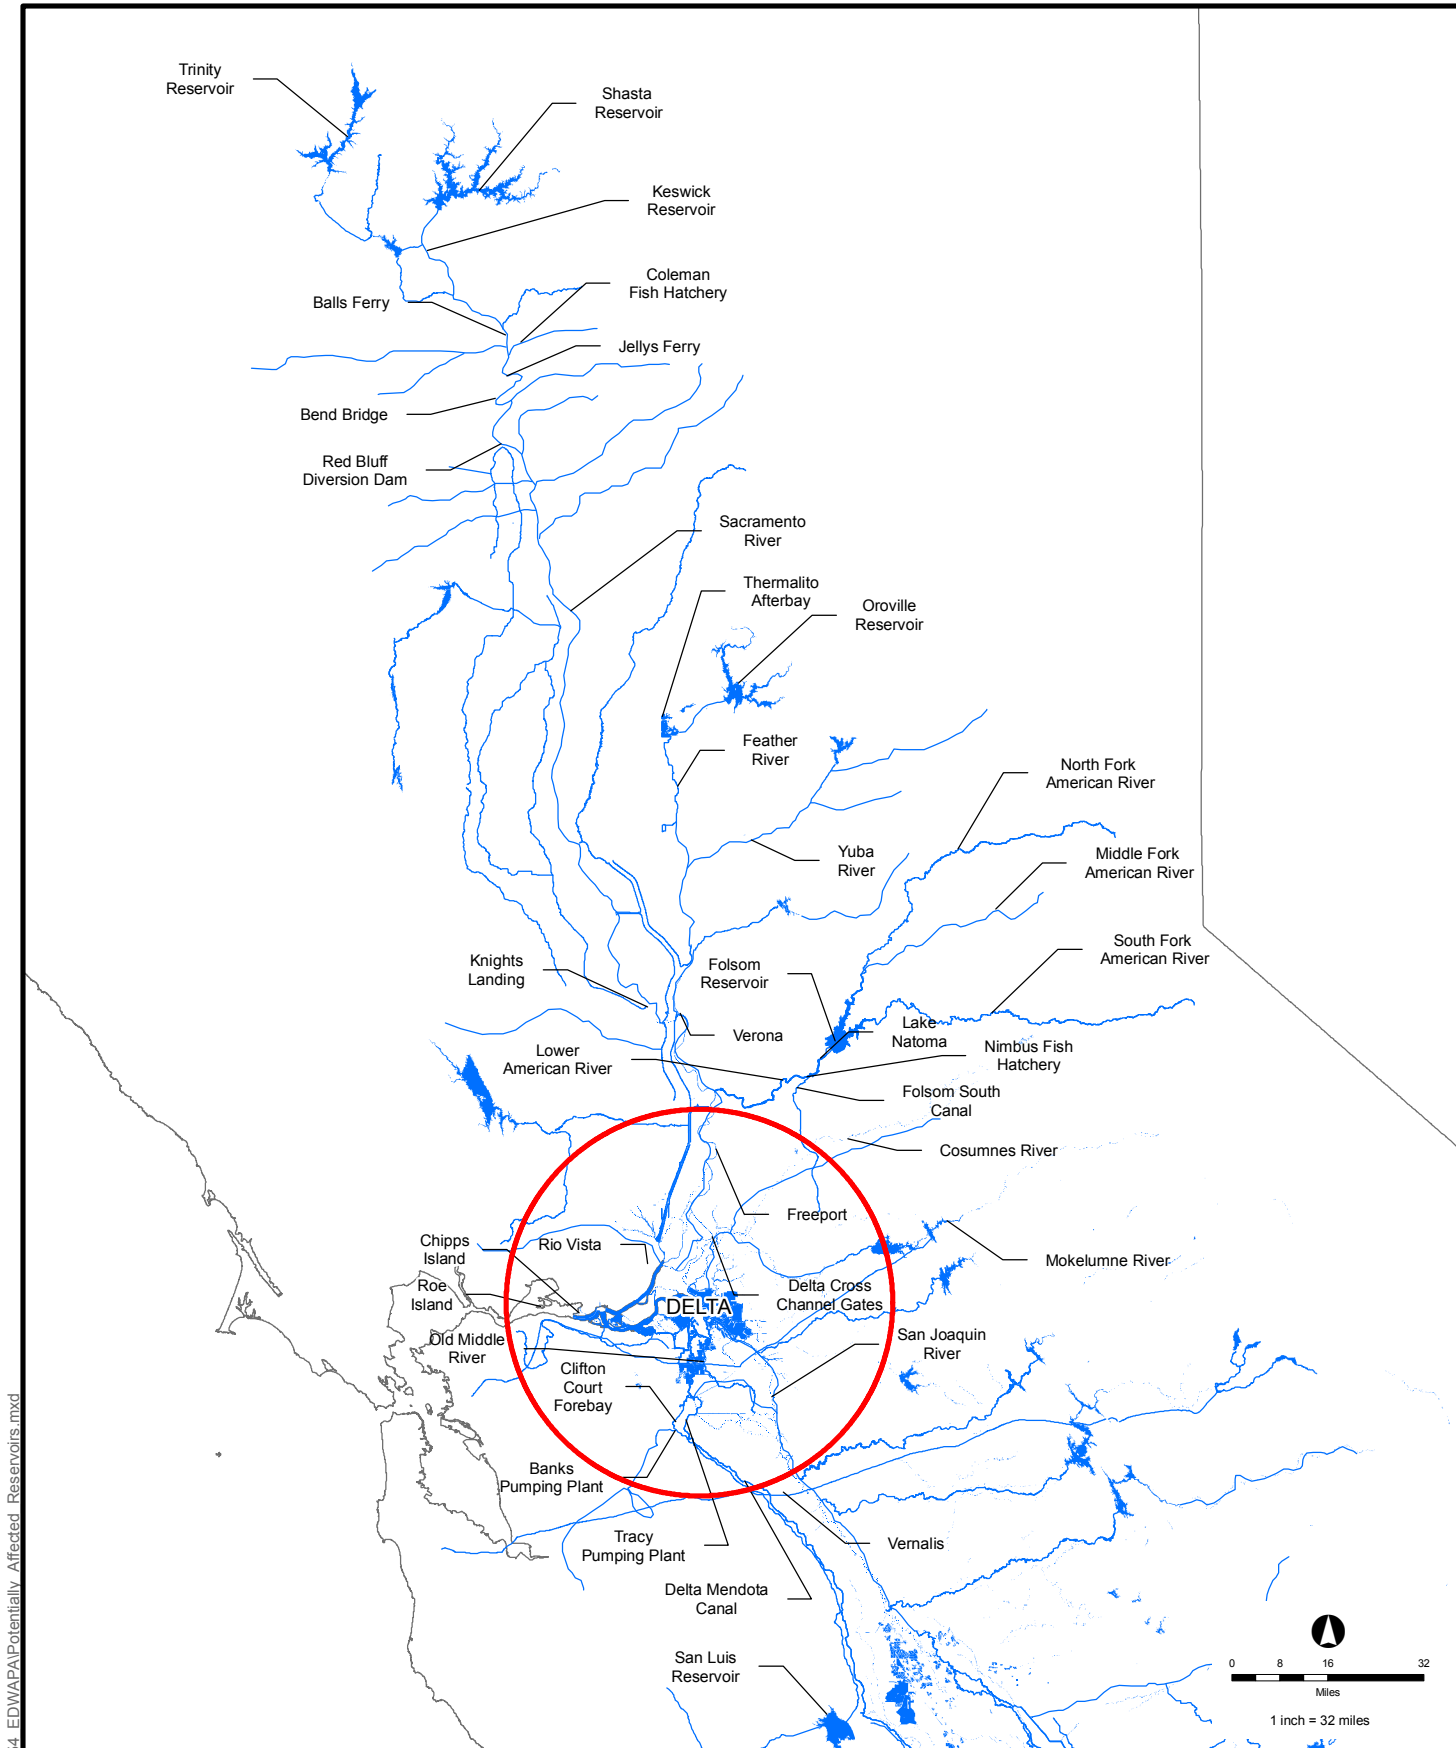 Trinity
Reservoir
Shasta
Reservoir
Keswick
Reservoir
Coleman
Fish Hatchery
Balls Ferry
Jellys Ferry
Bend Bridge
Red Bluff
Diversion Dam
Sacramento
River
Thermalito
Afterbay
Oroville
Reservoir
Feather
River
North Fork
American River
Yuba
River
Middle Fork
American River
South Fork
American River
Knights
Landing
Folsom
Reservoir
Verona
Lake
Natoma
Lower
American River
Nimbus Fish
Hatchery
Folsom South
Canal
Cosumnes River
Freeport
Chipps
Island
Rio Vista
Mokelumne River
Roe
Island
Delta Cross
Channel Gates
DELTA
Old Middle
River
San Joaquin
River
Clifton
Court
Forebay
Banks
Pumping Plant
Tracy
Pumping Plant
Vernalis
Delta Mendota
Canal
San Luis
Reservoir
0 8 16 32
Miles
1 inch = 32 miles
EDWAPA\Potentially Affected Reservoirs.mxd